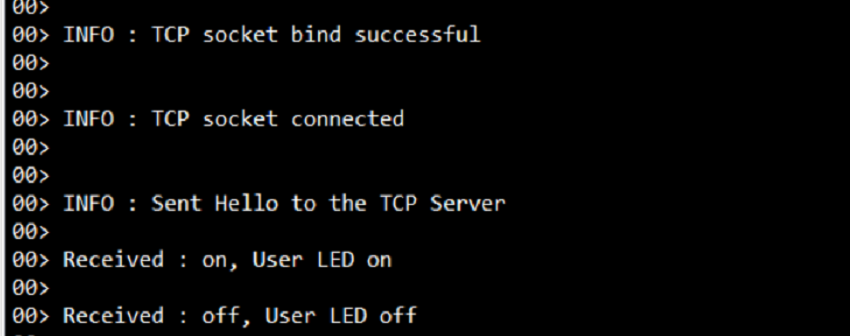 00>
00> INFO : TCP socket bind successful
00>
00>
00> INFO : TCP socket connected
00>
00>
00> INFO : Sent Hello to the TCP Server
00>
00> Received : on, User LED on
00>
00> Received : off, User LED off